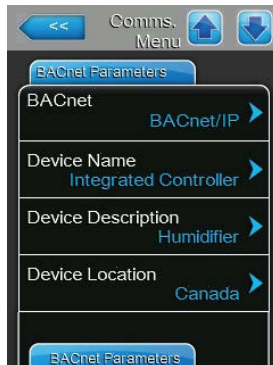 <<
Comms.
Menu
BACnet Parameters
BACnet
BACnet/IP
Device Name
Integrated Controller
Device Description
Humidifier
Device Location
Canada
BACnet Parameters